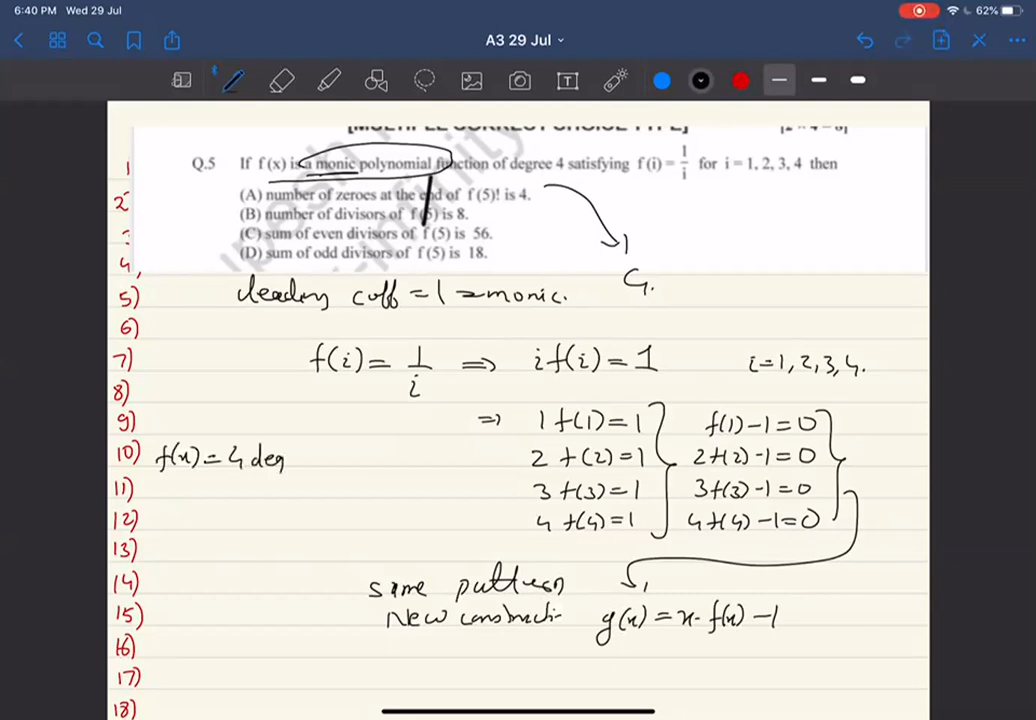 6:40 PM Wed 29 Jul
62%
A3 29 Jul
[MULTIPLE CORRECT CHOICE TYPE]
Q.5 If f(x) is a monic polynomial function of degree 4 satisfying f(i) = 1/i for i = 1, 2, 3, 4 then
(A) number of zeroes at the end of f(5)! is 4.
(B) number of divisors of f(5) is 8.
(C) sum of even divisors of f(5) is 56.
(D) sum of odd divisors of f(5) is 18.
1
2
4,
5)
6)
7)
8)
9)
10)
11)
12)
13)
14)
15)
16)
17)
18)
4.
leading coff = 1 = monic.
f(i) = 1/i => i f(i) = 1 i=1, 2, 3, 4.
=> 1 f(1) = 1 f(1) - 1 = 0
f(x) = 4 deg 2 f(2) = 1 2f(2) - 1 = 0
3 f(3) = 1 3f(3) - 1 = 0
4 f(4) = 1 4f(4) - 1 = 0
same pattern
New constructi g(x) = x. f(x) - 1